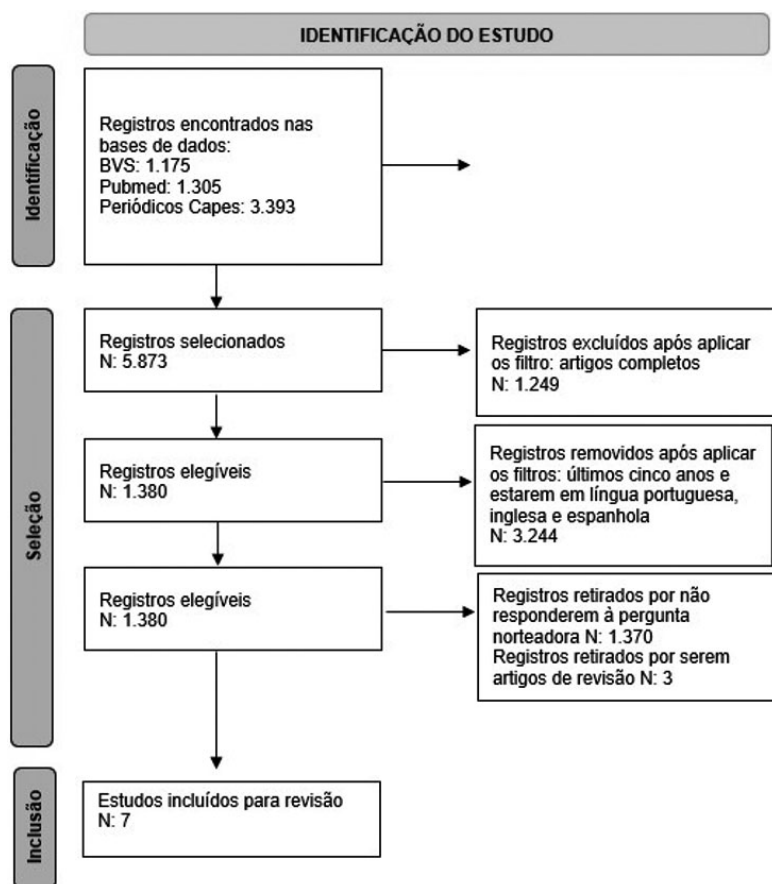 IDENTIFICAÇÃO DO ESTUDO
Identificação
Registros encontrados nas
bases de dados:
BVS: 1.175
Pubmed: 1.305
Periódicos Capes: 3.393
Seleção
Registros selecionados
N: 5.873
Registros excluídos após aplicar
os filtro: artigos completos
N: 1.249
Registros elegíveis
N: 1.380
Registros removidos após aplicar
os filtros: últimos cinco anos e
estarem em língua portuguesa,
inglesa e espanhola
N: 3.244
Registros elegíveis
N: 1.380
Registros retirados por não
responderem à pergunta
norteadora N: 1.370
Registros retirados por serem
artigos de revisão N: 3
Inclusão
Estudos incluídos para revisão
N: 7